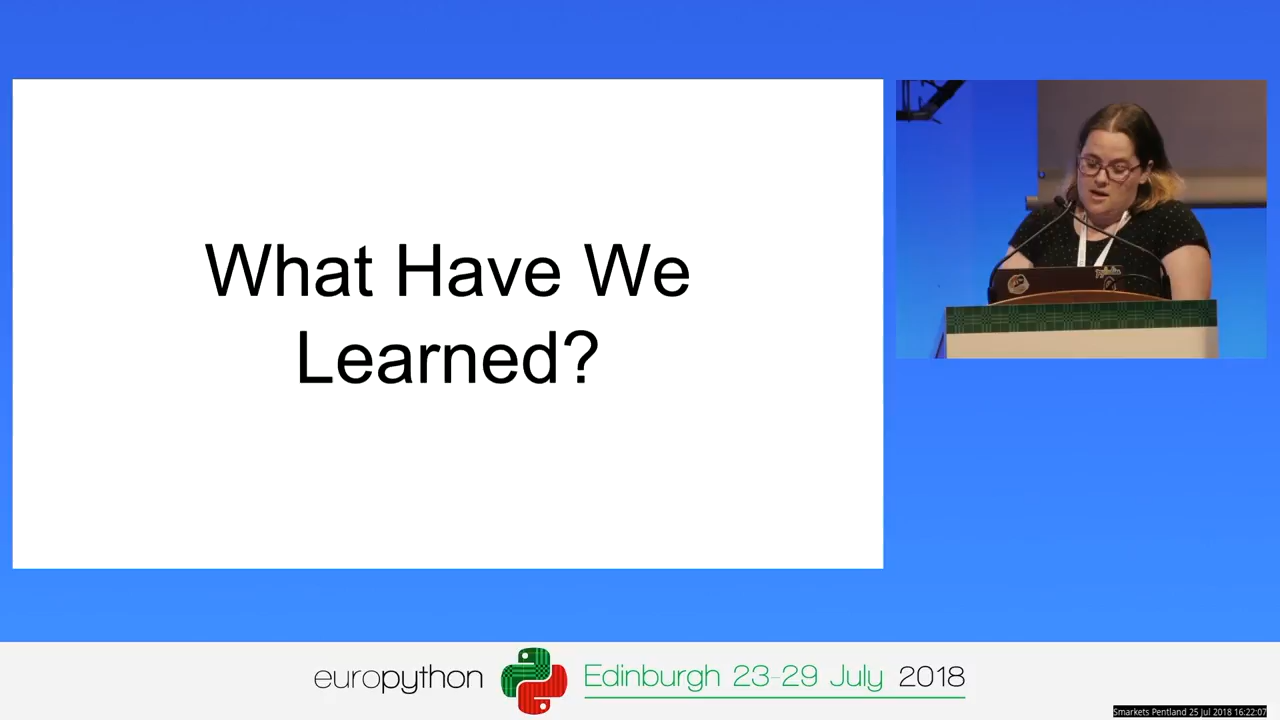 What Have We
Learned?
europython
Edinburgh 23-29 July 2018
Smarkets Pentland 25 Jul 2018 16:22:07